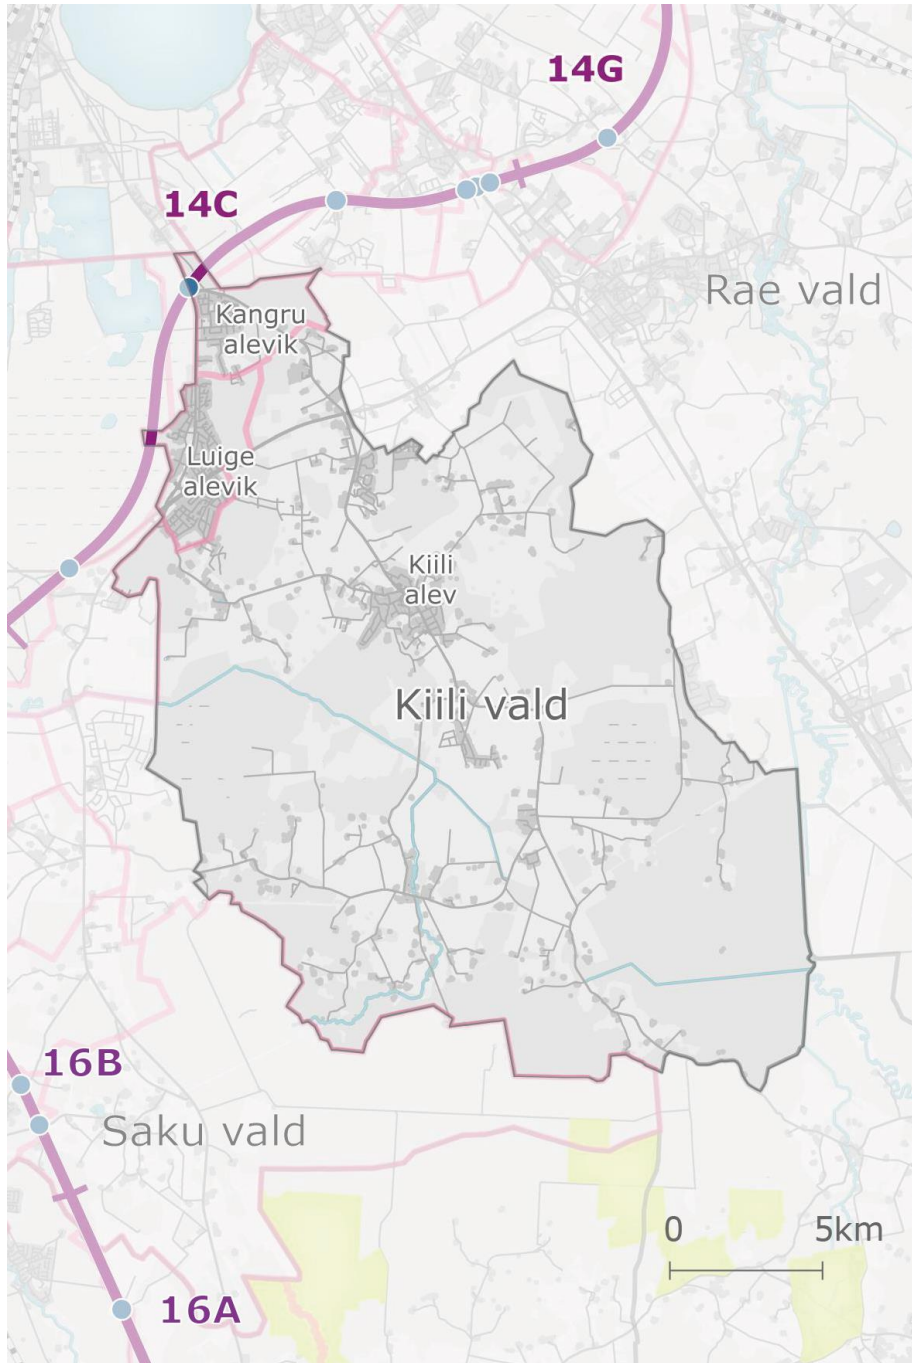 14G
14C
Rae vald
Kangru
alevik
Luige
alevik
Kiili
alev
Kiili vald
16B
Saku vald
0 5km
16A